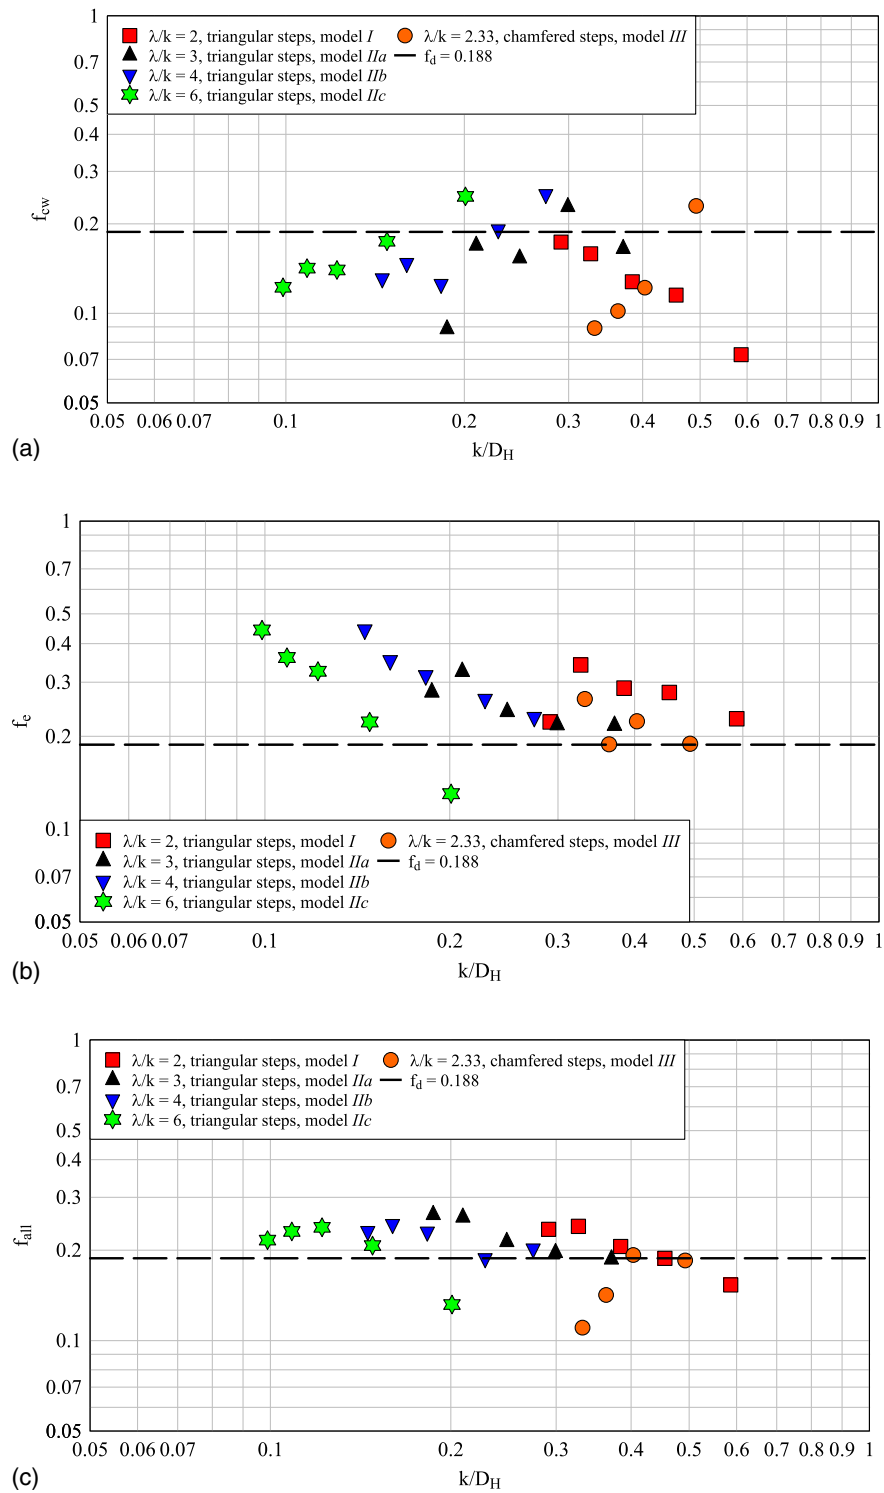 1
0.7
0.5
0.4
0.3
0.2
0.1
0.07
0.05
f_cw
λ/k = 2, triangular steps, model I
λ/k = 3, triangular steps, model IIa
λ/k = 4, triangular steps, model IIb
λ/k = 6, triangular steps, model IIc
λ/k = 2.33, chamfered steps, model III
f_d = 0.188
0.05 0.06 0.07 0.1 0.2 0.3 0.4 0.5 0.6 0.7 0.8 0.9 1
k/D_H
(a)
1
0.7
0.5
0.4
0.3
0.2
0.1
0.07
0.05
f_e
λ/k = 2, triangular steps, model I
λ/k = 3, triangular steps, model IIa
λ/k = 4, triangular steps, model IIb
λ/k = 6, triangular steps, model IIc
λ/k = 2.33, chamfered steps, model III
f_d = 0.188
0.05 0.06 0.07 0.1 0.2 0.3 0.4 0.5 0.6 0.7 0.8 0.9 1
k/D_H
(b)
1
0.7
0.5
0.4
0.3
0.2
0.1
0.07
0.05
f_all
λ/k = 2, triangular steps, model I
λ/k = 3, triangular steps, model IIa
λ/k = 4, triangular steps, model IIb
λ/k = 6, triangular steps, model IIc
λ/k = 2.33, chamfered steps, model III
f_d = 0.188
0.05 0.06 0.07 0.1 0.2 0.3 0.4 0.5 0.6 0.7 0.8 0.9 1
k/D_H
(c)